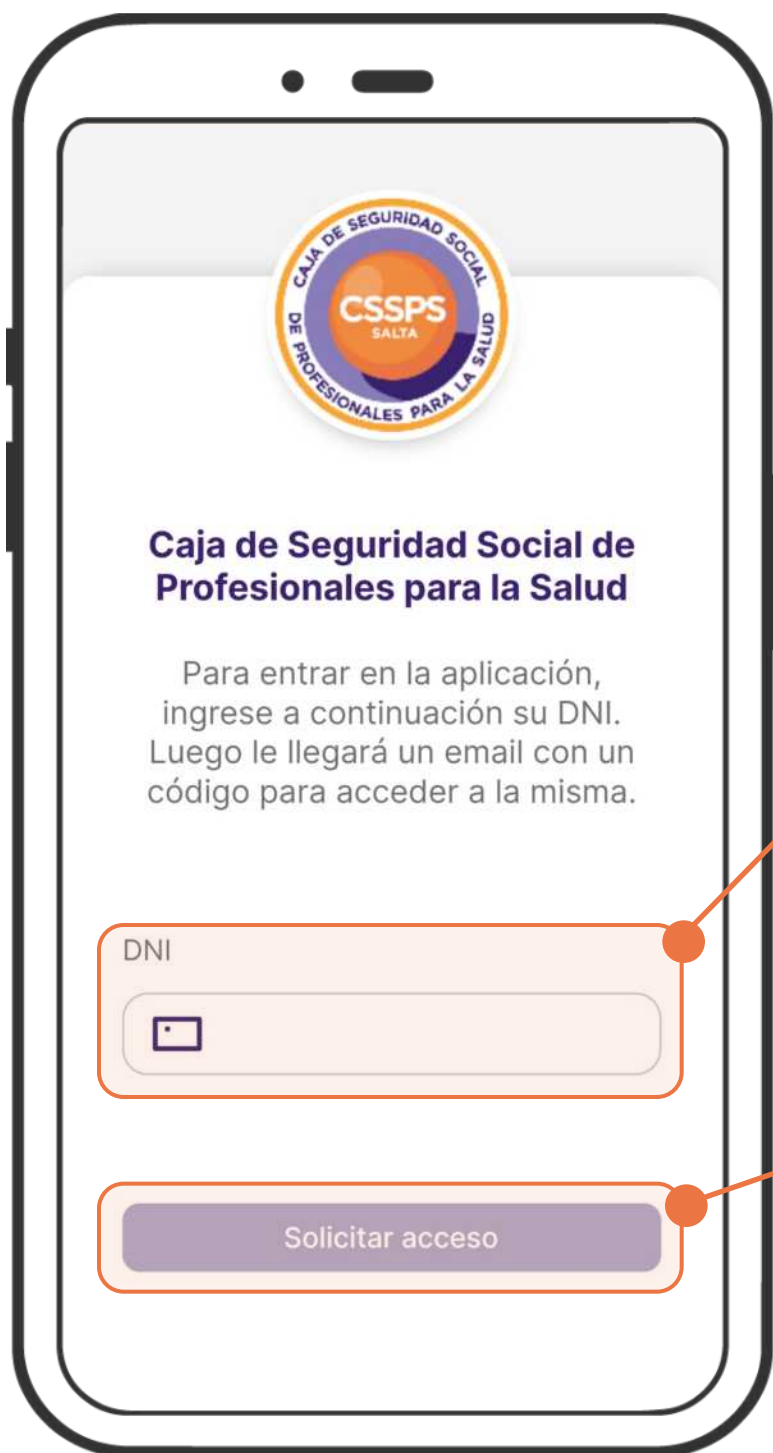 CAJA DE SEGURIDAD SOCIAL
DE PROFESIONALES PARA LA SALUD
CSSPS
SALTA
Caja de Seguridad Social de
Profesionales para la Salud
Para entrar en la aplicación,
ingrese a continuación su DNI.
Luego le llegará un email con un
código para acceder a la misma.
DNI
Solicitar acceso